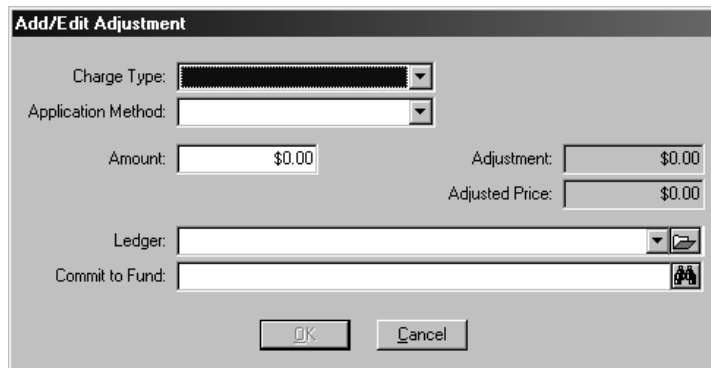 Add/Edit Adjustment
Charge Type:
Application Method:
Amount: $0.00 Adjustment: $0.00
Adjusted Price: $0.00
Ledger:
Commit to Fund:
OK Cancel